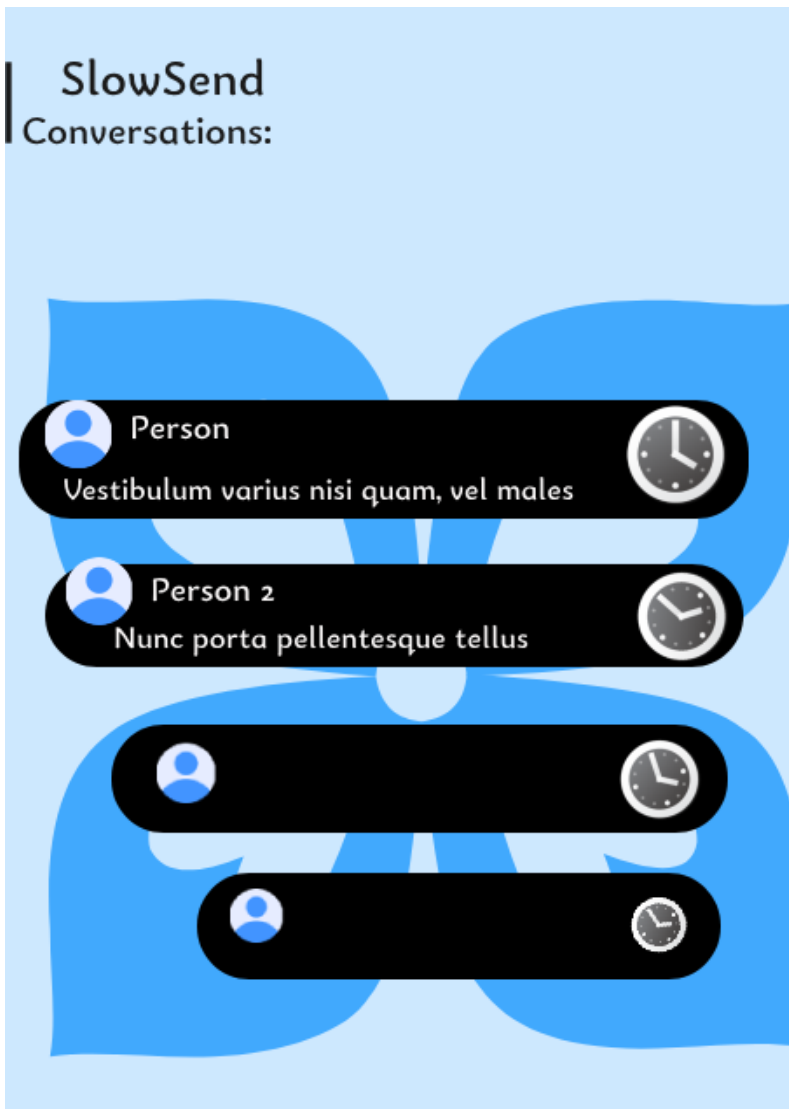 SlowSend
Conversations:
Person
Vestibulum varius nisi quam, vel males
Person 2
Nunc porta pellentesque tellus